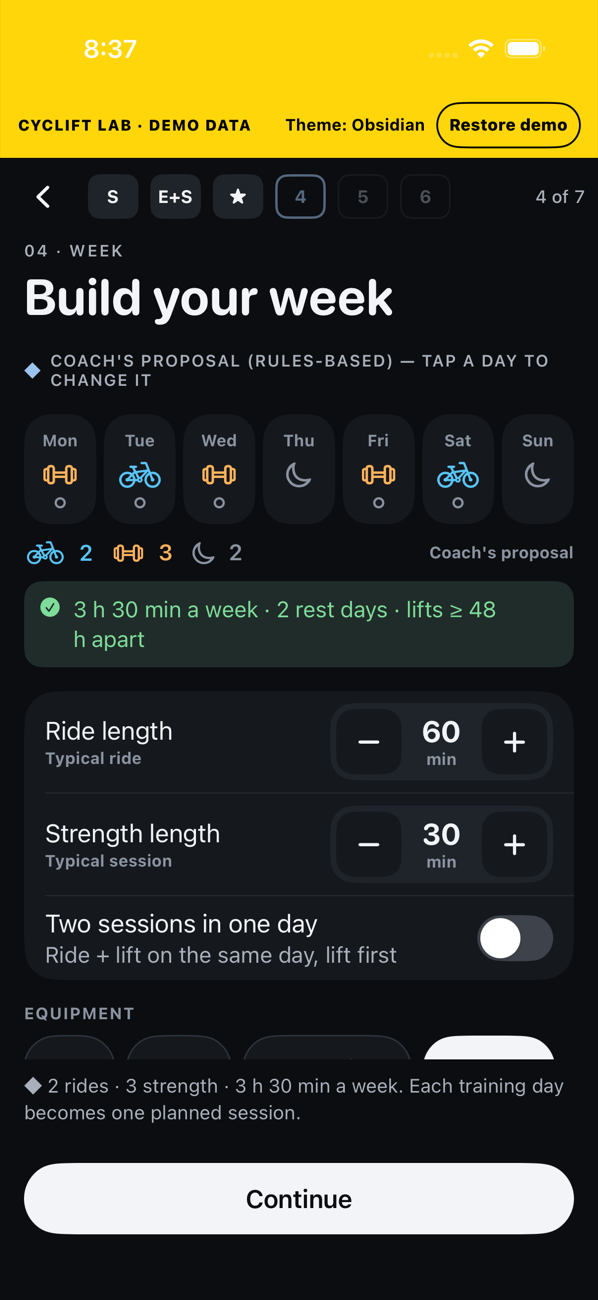 8:37
CYCLIFT LAB · DEMO DATA
Theme: Obsidian
Restore demo
S
E+S
4
5
6
4 of 7
04 · WEEK
Build your week
COACH'S PROPOSAL (RULES-BASED) — TAP A DAY TO
CHANGE IT
Mon
Tue
Wed
Thu
Fri
Sat
Sun
2
3
2
Coach's proposal
3 h 30 min a week · 2 rest days · lifts ≥ 48
h apart
Ride length
Typical ride
60
min
Strength length
Typical session
30
min
Two sessions in one day
Ride + lift on the same day, lift first
EQUIPMENT
2 rides · 3 strength · 3 h 30 min a week. Each training day
becomes one planned session.
Continue